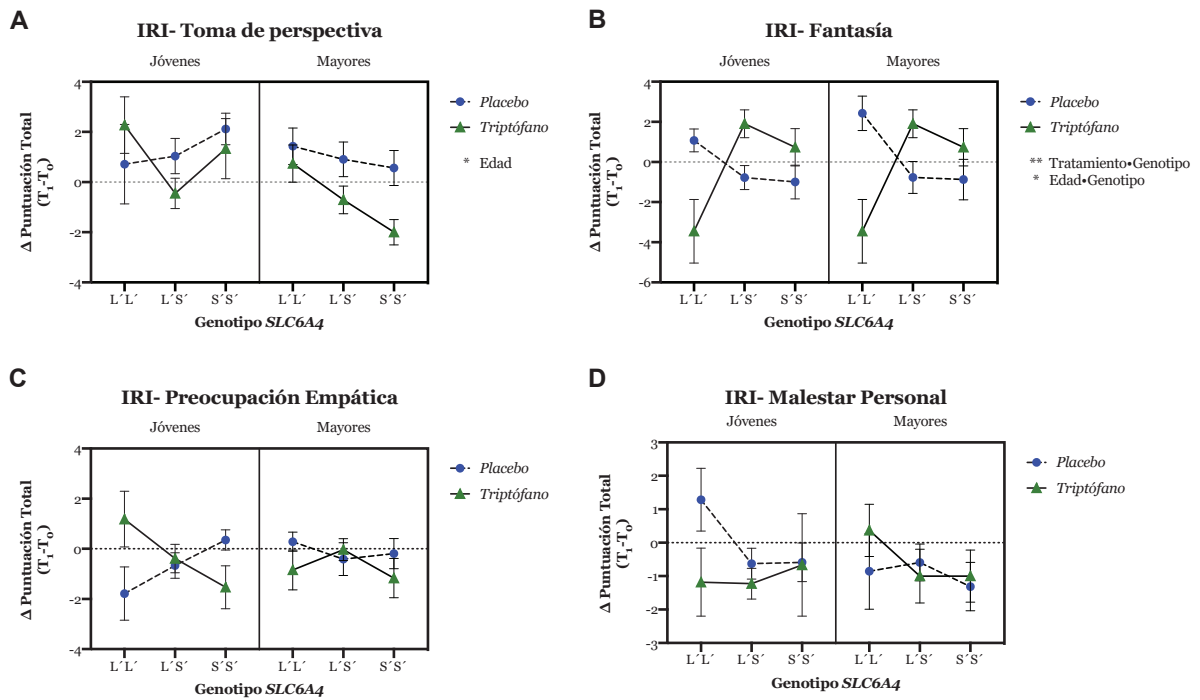 A
IRI- Toma de perspectiva
Jóvenes
Mayores
4
2
0
-2
-4
Δ Puntuación Total
(T₁-T₀)
L´L´
L´S´
S´S´
L´L´
L´S´
S´S´
Genotipo SLC6A4
Placebo
Triptófano
* Edad
B
IRI- Fantasía
Jóvenes
Mayores
4
2
0
-2
-4
-6
Δ Puntuación Total
(T₁-T₀)
L´L´
L´S´
S´S´
L´L´
L´S´
S´S´
Genotipo SLC6A4
Placebo
Triptófano
** Tratamiento•Genotipo
* Edad•Genotipo
C
IRI- Preocupación Empática
Jóvenes
Mayores
4
2
0
-2
-4
Δ Puntuación Total
(T₁-T₀)
L´L´
L´S´
S´S´
L´L´
L´S´
S´S´
Genotipo SLC6A4
Placebo
Triptófano
D
IRI- Malestar Personal
Jóvenes
Mayores
3
2
1
0
-1
-2
-3
Δ Puntuación Total
(T₁-T₀)
L´L´
L´S´
S´S´
L´L´
L´S´
S´S´
Genotipo SLC6A4
Placebo
Triptófano